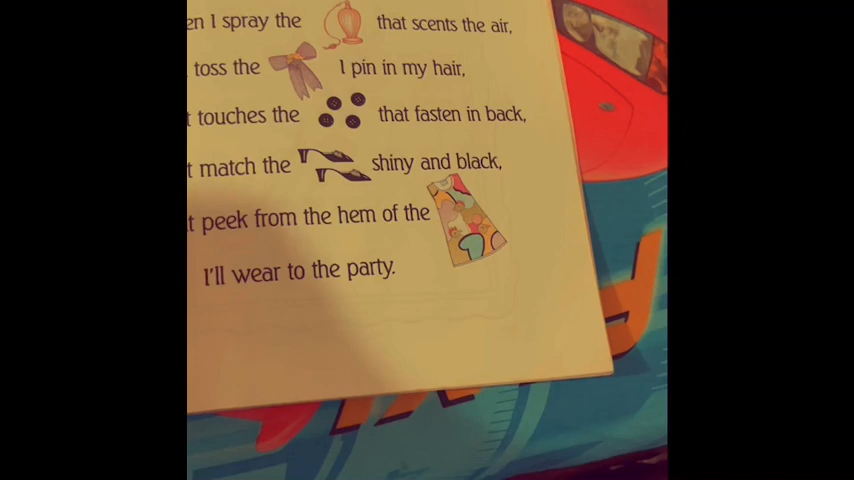 I spray the that scents the air,
toss the I pin in my hair,
touches the that fasten in back,
match the shiny and black,
peek from the hem of the
I'll wear to the party.